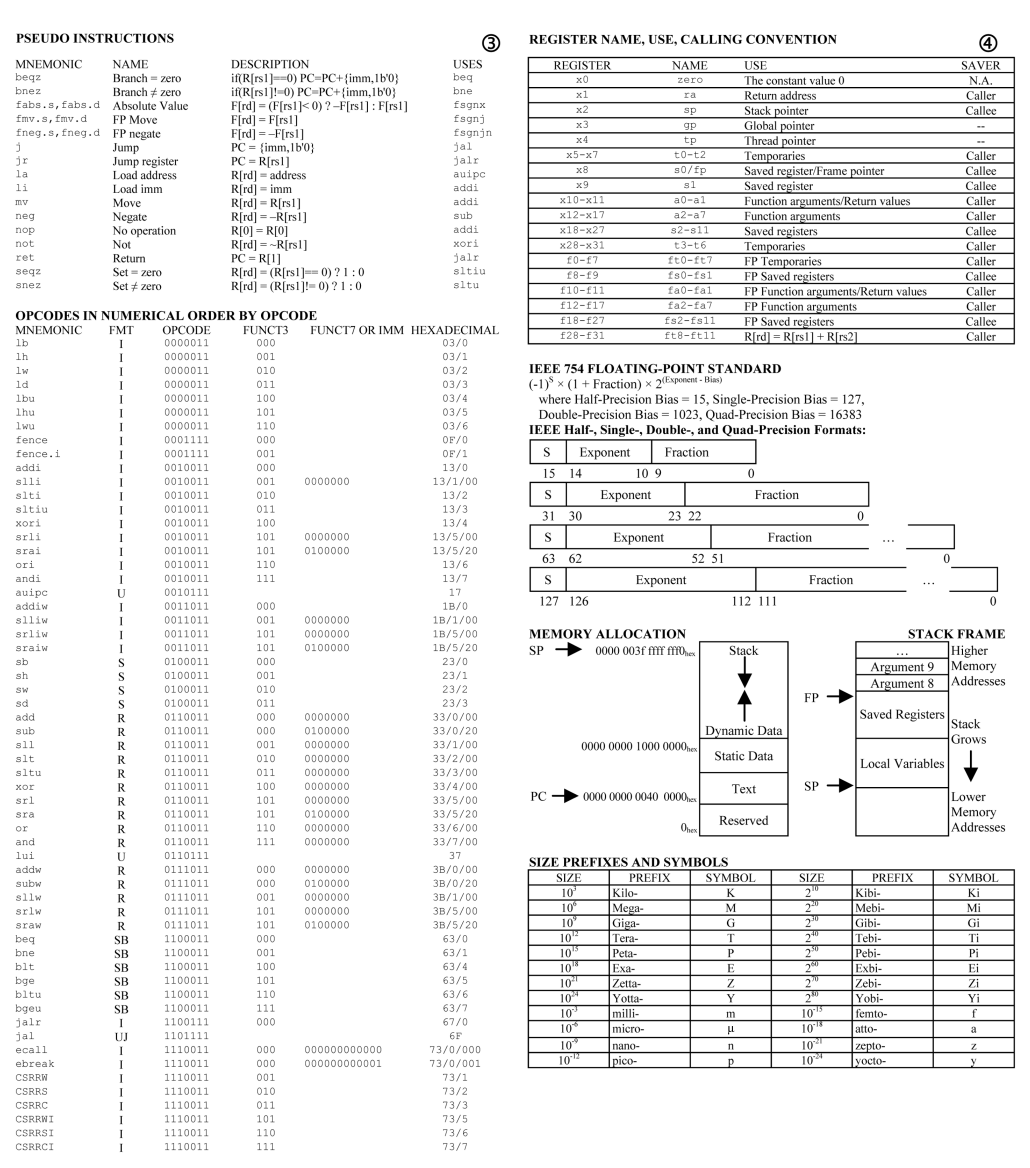 PSEUDO INSTRUCTIONS ③
MNEMONIC NAME DESCRIPTION USES
beqz Branch = zero if(R[rs1]==0) PC=PC+{imm,1b'0} beq
bnez Branch ≠ zero if(R[rs1]!=0) PC=PC+{imm,1b'0} bne
fabs.s,fabs.d Absolute Value F[rd] = (F[rs1]< 0) ? –F[rs1] : F[rs1] fsgnx
fmv.s,fmv.d FP Move F[rd] = F[rs1] fsgnj
fneg.s,fneg.d FP negate F[rd] = –F[rs1] fsgnjn
j Jump PC = {imm,1b'0} jal
jr Jump register PC = R[rs1] jalr
la Load address R[rd] = address auipc
li Load imm R[rd] = imm addi
mv Move R[rd] = R[rs1] addi
neg Negate R[rd] = –R[rs1] sub
nop No operation R[0] = R[0] addi
not Not R[rd] = ~R[rs1] xori
ret Return PC = R[1] jalr
seqz Set = zero R[rd] = (R[rs1]== 0) ? 1 : 0 sltiu
snez Set ≠ zero R[rd] = (R[rs1]!= 0) ? 1 : 0 sltu
OPCODES IN NUMERICAL ORDER BY OPCODE
MNEMONIC FMT OPCODE FUNCT3 FUNCT7 OR IMM HEXADECIMAL
lb I 0000011 000 03/0
lh I 0000011 001 03/1
lw I 0000011 010 03/2
ld I 0000011 011 03/3
lbu I 0000011 100 03/4
lhu I 0000011 101 03/5
lwu I 0000011 110 03/6
fence I 0001111 000 0F/0
fence.i I 0001111 001 0F/1
addi I 0010011 000 13/0
slli I 0010011 001 0000000 13/1/00
slti I 0010011 010 13/2
sltiu I 0010011 011 13/3
xori I 0010011 100 13/4
srli I 0010011 101 0000000 13/5/00
srai I 0010011 101 0100000 13/5/20
ori I 0010011 110 13/6
andi I 0010011 111 13/7
auipc U 0010111 17
addiw I 0011011 000 1B/0
slliw I 0011011 001 0000000 1B/1/00
srliw I 0011011 101 0000000 1B/5/00
sraiw I 0011011 101 0100000 1B/5/20
sb S 0100011 000 23/0
sh S 0100011 001 23/1
sw S 0100011 010 23/2
sd S 0100011 011 23/3
add R 0110011 000 0000000 33/0/00
sub R 0110011 000 0100000 33/0/20
sll R 0110011 001 0000000 33/1/00
slt R 0110011 010 0000000 33/2/00
sltu R 0110011 011 0000000 33/3/00
xor R 0110011 100 0000000 33/4/00
srl R 0110011 101 0000000 33/5/00
sra R 0110011 101 0100000 33/5/20
or R 0110011 110 0000000 33/6/00
and R 0110011 111 0000000 33/7/00
lui U 0110111 37
addw R 0111011 000 0000000 3B/0/00
subw R 0111011 000 0100000 3B/0/20
sllw R 0111011 001 0000000 3B/1/00
srlw R 0111011 101 0000000 3B/5/00
sraw R 0111011 101 0100000 3B/5/20
beq SB 1100011 000 63/0
bne SB 1100011 001 63/1
blt SB 1100011 100 63/4
bge SB 1100011 101 63/5
bltu SB 1100011 110 63/6
bgeu SB 1100011 111 63/7
jalr I 1100111 000 67/0
jal UJ 1101111 6F
ecall I 1110011 000 000000000000 73/0/000
ebreak I 1110011 000 000000000001 73/0/001
CSRRW I 1110011 001 73/1
CSRRS I 1110011 010 73/2
CSRRC I 1110011 011 73/3
CSRRWI I 1110011 101 73/5
CSRRSI I 1110011 110 73/6
CSRRCI I 1110011 111 73/7
REGISTER NAME, USE, CALLING CONVENTION ④
REGISTER NAME USE SAVER
x0 zero The constant value 0 N.A.
x1 ra Return address Caller
x2 sp Stack pointer Callee
x3 gp Global pointer --
x4 tp Thread pointer --
x5-x7 t0-t2 Temporaries Caller
x8 s0/fp Saved register/Frame pointer Callee
x9 s1 Saved register Callee
x10-x11 a0-a1 Function arguments/Return values Caller
x12-x17 a2-a7 Function arguments Caller
x18-x27 s2-s11 Saved registers Callee
x28-x31 t3-t6 Temporaries Caller
f0-f7 ft0-ft7 FP Temporaries Caller
f8-f9 fs0-fs1 FP Saved registers Callee
f10-f11 fa0-fa1 FP Function arguments/Return values Caller
f12-f17 fa2-fa7 FP Function arguments Caller
f18-f27 fs2-fs11 FP Saved registers Callee
f28-f31 ft8-ft11 R[rd] = R[rs1] + R[rs2] Caller
IEEE 754 FLOATING-POINT STANDARD
(-1)^S × (1 + Fraction) × 2^(Exponent - Bias)
where Half-Precision Bias = 15, Single-Precision Bias = 127,
Double-Precision Bias = 1023, Quad-Precision Bias = 16383
IEEE Half-, Single-, Double-, and Quad-Precision Formats:
S Exponent Fraction
15 14 10 9 0
S Exponent Fraction
31 30 23 22 0
S Exponent Fraction …
63 62 52 51 0
S Exponent Fraction …
127 126 112 111 0
MEMORY ALLOCATION
SP 0000 003f ffff fff0hex Stack
Dynamic Data
0000 0000 1000 0000hex
Static Data
Text
PC 0000 0000 0040 0000hex
Reserved
0hex
STACK FRAME
… Higher
Argument 9 Memory
Argument 8 Addresses
FP
Saved Registers Stack
Grows
Local Variables
SP
Lower
Memory
Addresses
SIZE PREFIXES AND SYMBOLS
SIZE PREFIX SYMBOL SIZE PREFIX SYMBOL
10^3 Kilo- K 2^10 Kibi- Ki
10^6 Mega- M 2^20 Mebi- Mi
10^9 Giga- G 2^30 Gibi- Gi
10^12 Tera- T 2^40 Tebi- Ti
10^15 Peta- P 2^50 Pebi- Pi
10^18 Exa- E 2^60 Exbi- Ei
10^21 Zetta- Z 2^70 Zebi- Zi
10^24 Yotta- Y 2^80 Yobi- Yi
10^-3 milli- m 10^-15 femto- f
10^-6 micro- μ 10^-18 atto- a
10^-9 nano- n 10^-21 zepto- z
10^-12 pico- p 10^-24 yocto- y